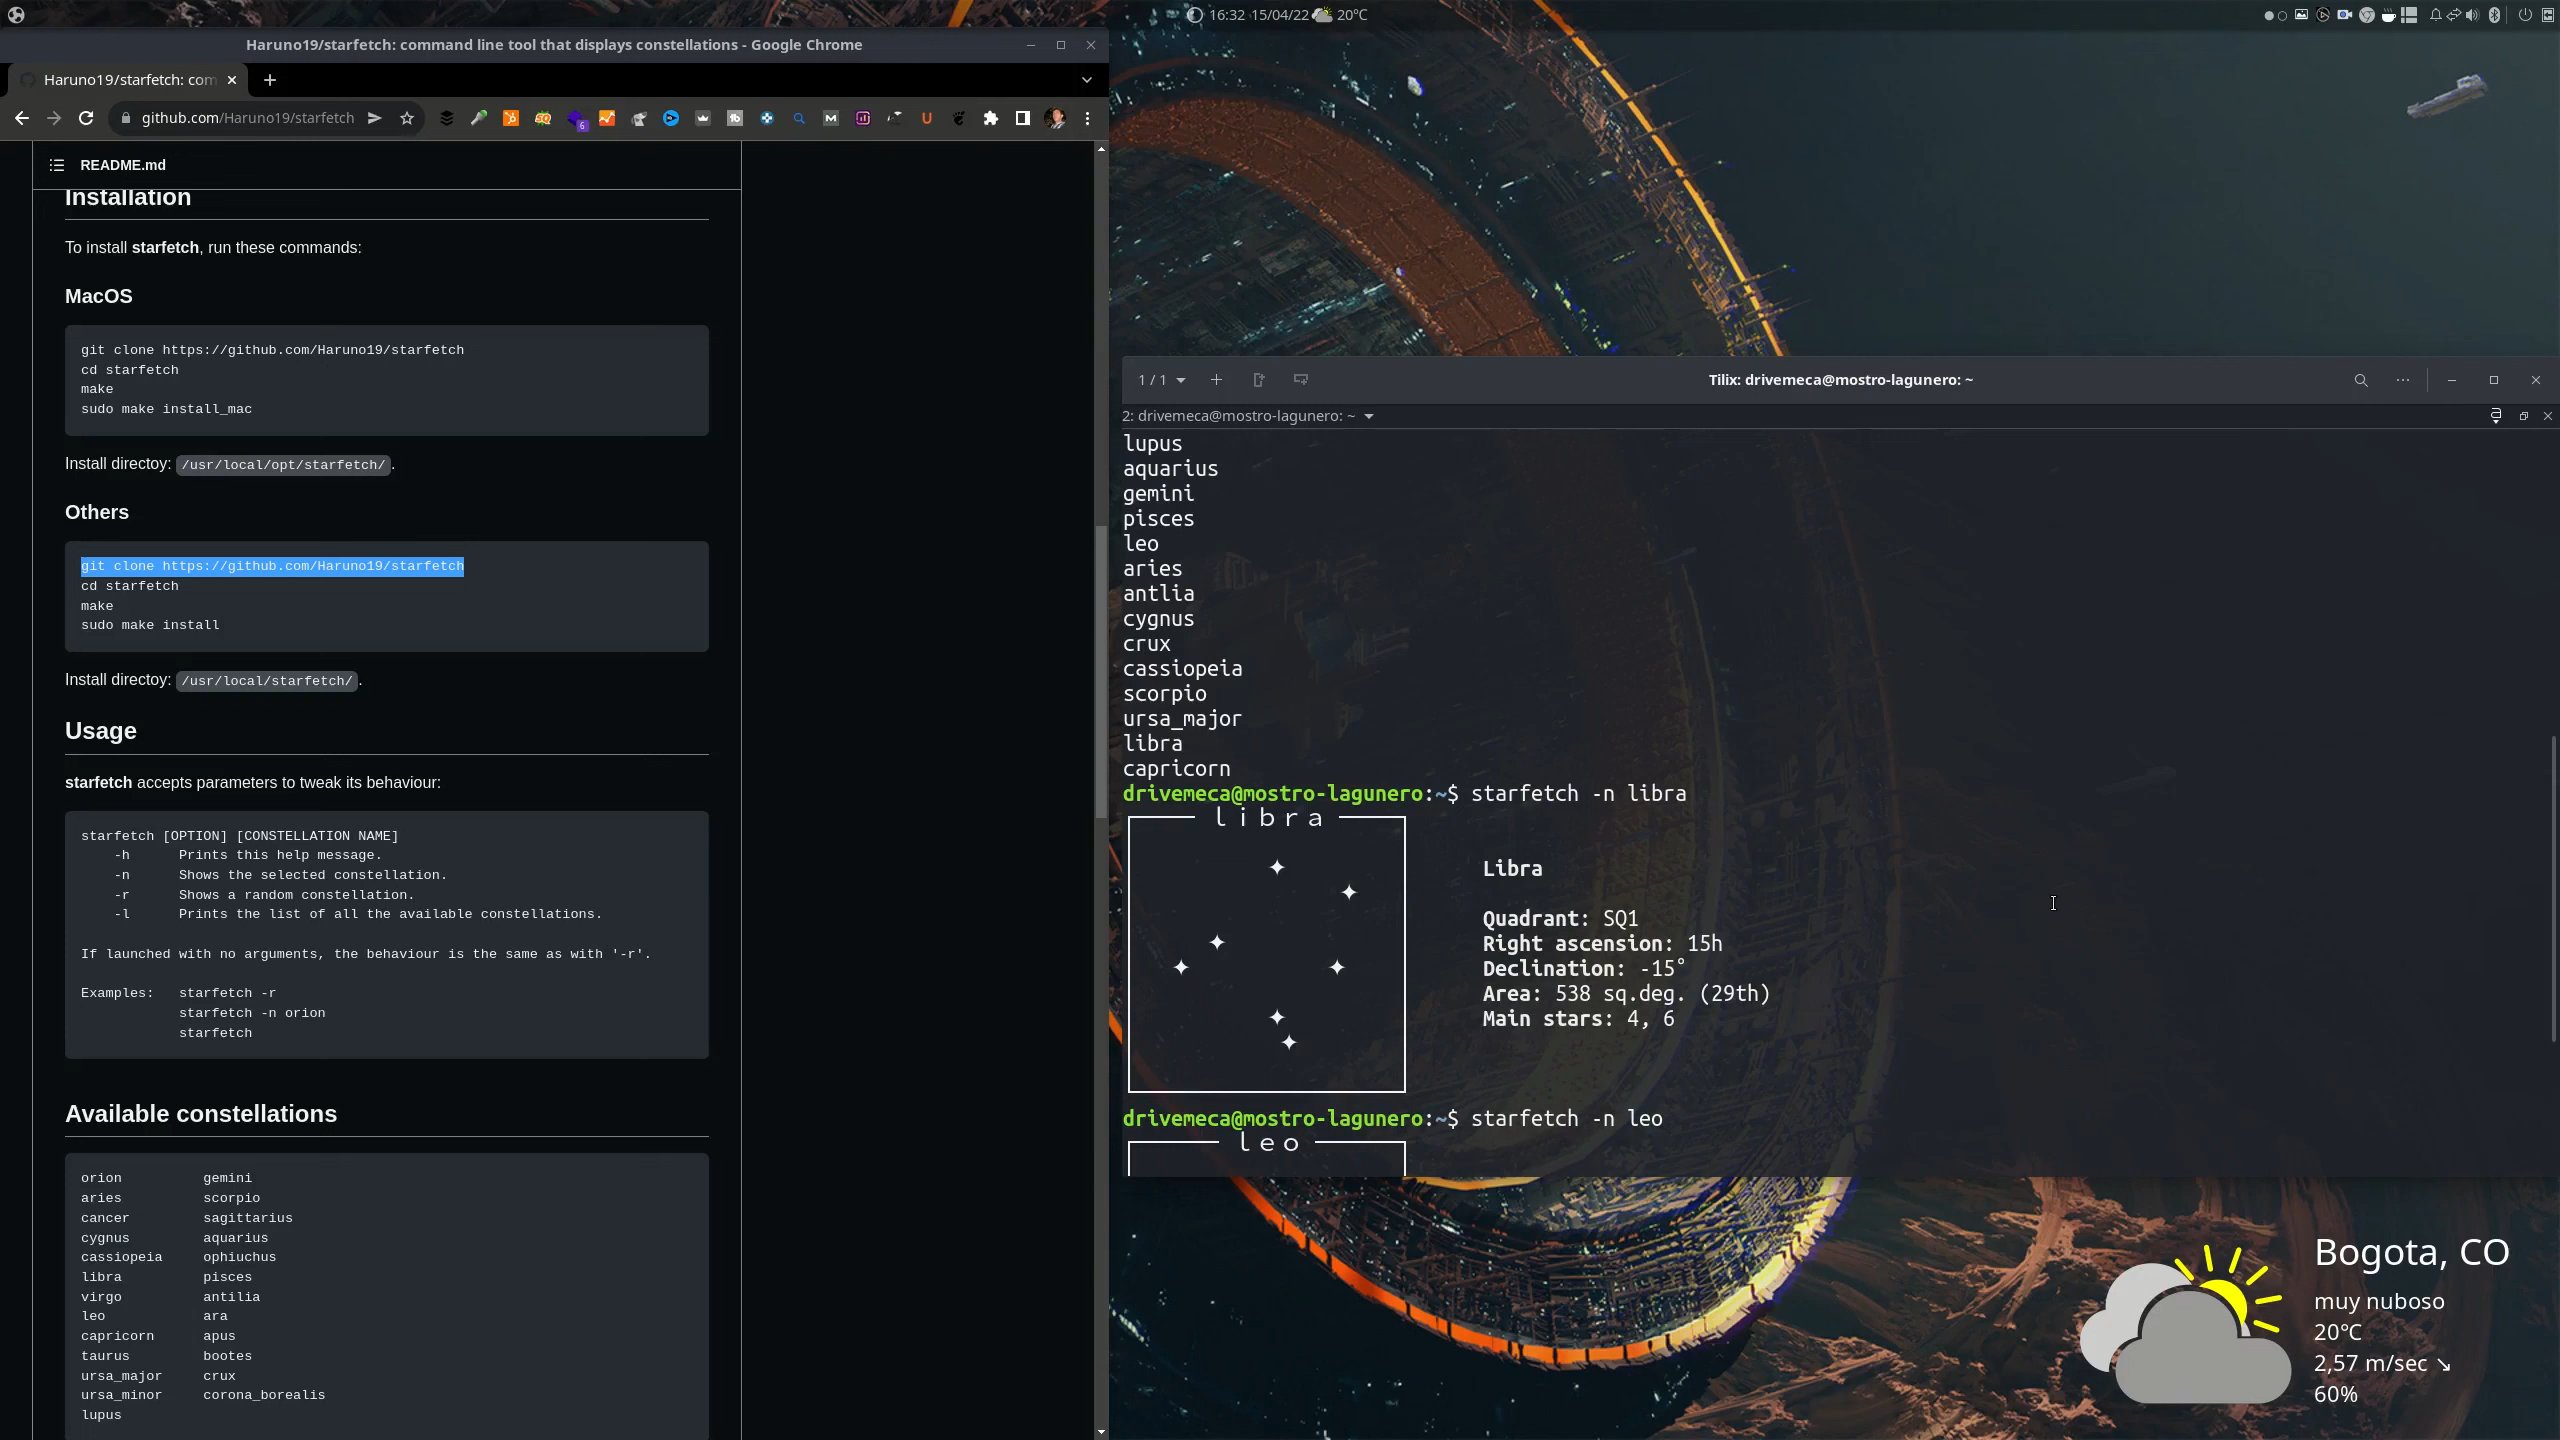 16:32 15/04/22 20°C
Haruno19/starfetch: command line tool that displays constellations - Google Chrome
Haruno19/starfetch: com
github.com/Haruno19/starfetch
README.md
Installation
To install starfetch, run these commands:
MacOS
git clone https://github.com/Haruno19/starfetch
cd starfetch
make
sudo make install_mac
Install directoy: /usr/local/opt/starfetch/.
Others
git clone https://github.com/Haruno19/starfetch
cd starfetch
make
sudo make install
Install directoy: /usr/local/starfetch/.
Usage
starfetch accepts parameters to tweak its behaviour:
starfetch [OPTION] [CONSTELLATION NAME]
-h Prints this help message.
-n Shows the selected constellation.
-r Shows a random constellation.
-l Prints the list of all the available constellations.
If launched with no arguments, the behaviour is the same as with '-r'.
Examples: starfetch -r
starfetch -n orion
starfetch
Available constellations
orion gemini
aries scorpio
cancer sagittarius
cygnus aquarius
cassiopeia ophiuchus
libra pisces
virgo antilia
leo ara
capricorn apus
taurus bootes
ursa_major crux
ursa_minor corona_borealis
lupus
1 / 1
Tilix: drivemeca@mostro-lagunero: ~
2: drivemeca@mostro-lagunero: ~
lupus
aquarius
gemini
pisces
leo
aries
antlia
cygnus
crux
cassiopeia
scorpio
ursa_major
libra
capricorn
drivemeca@mostro-lagunero:~$ starfetch -n libra
libra
Libra
Quadrant: SQ1
Right ascension: 15h
Declination: -15°
Area: 538 sq.deg. (29th)
Main stars: 4, 6
drivemeca@mostro-lagunero:~$ starfetch -n leo
leo
Bogota, CO
muy nuboso
20°C
2,57 m/sec ↘
60%